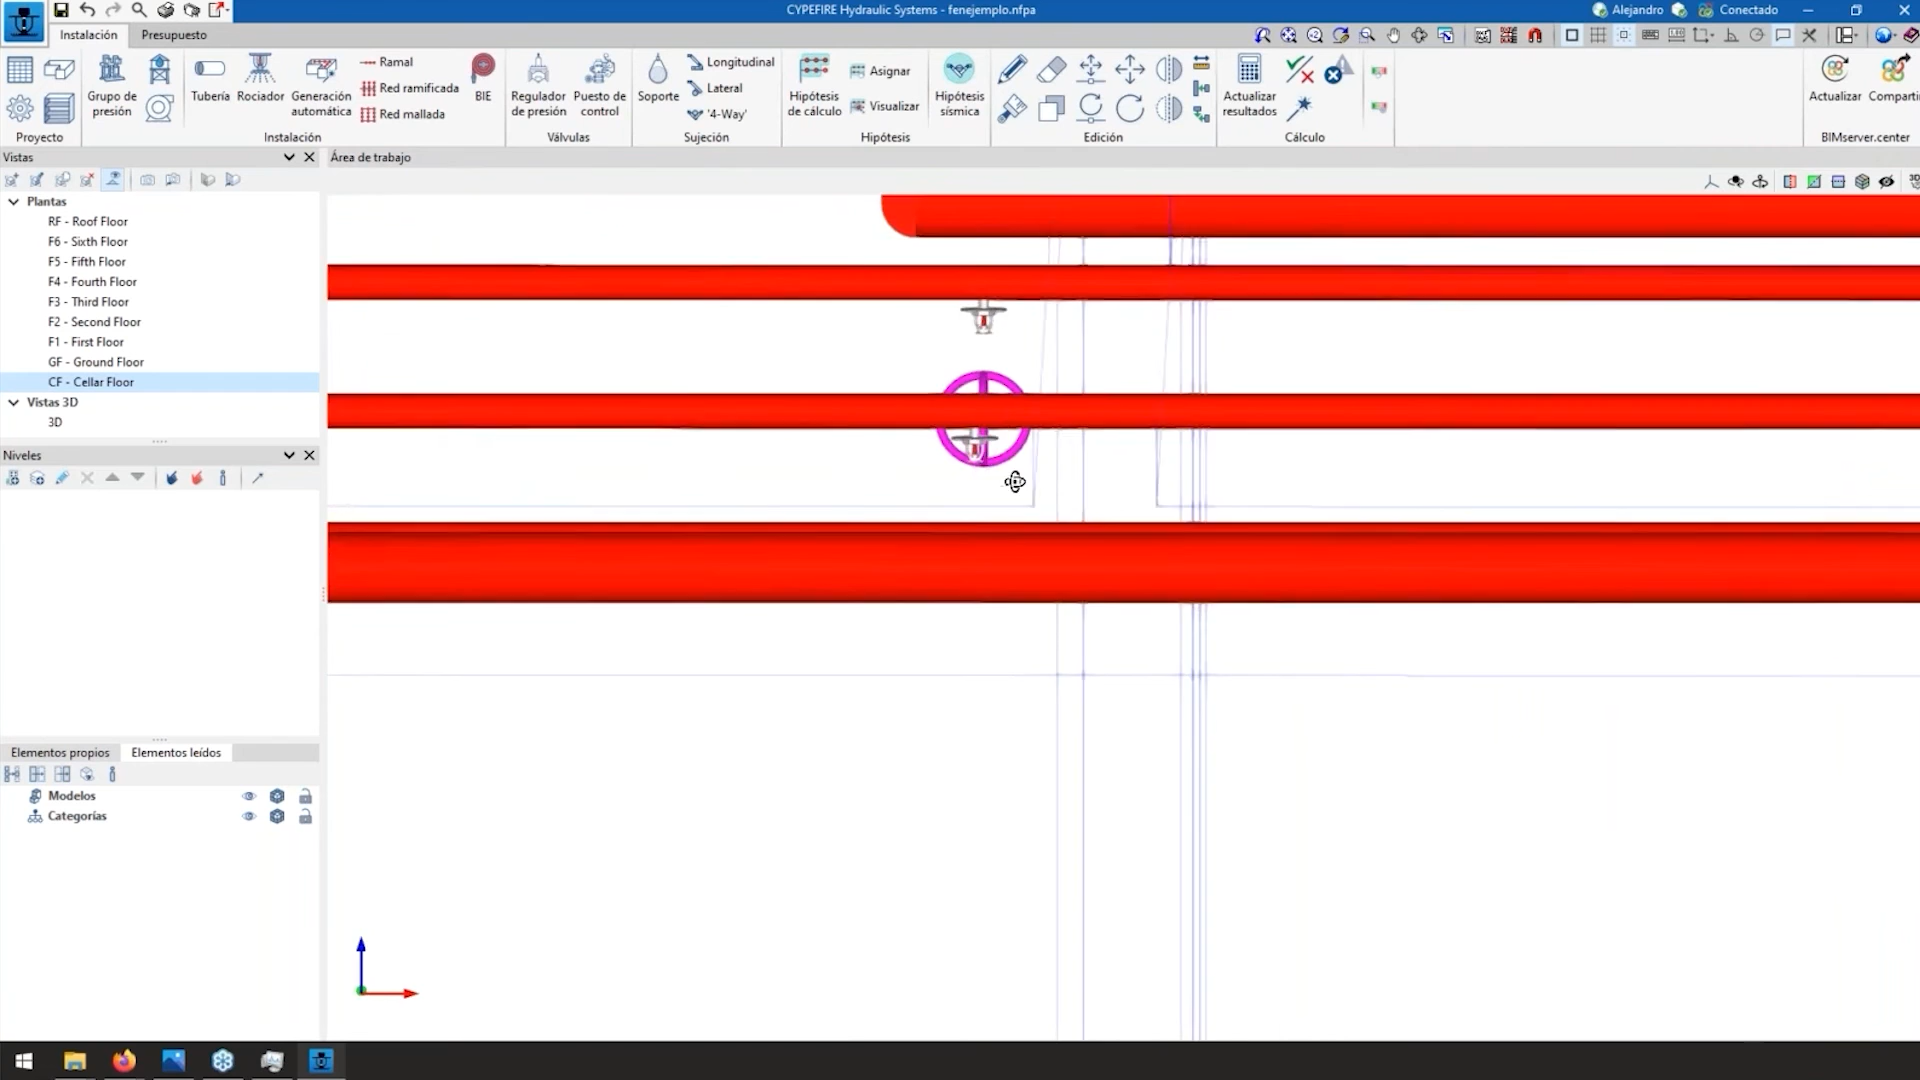 CYPEFIRE Hydraulic Systems - fenejemplo.nfpa
Alejandro
Conectado
Instalación
Presupuesto
Grupo de presión
Tubería
Rociador
Generación automática
Ramal
Red ramificada
Red mallada
BIE
Regulador de presión
Puesto de control
Soporte
Longitudinal
Lateral
'4-Way'
Hipótesis de cálculo
Asignar
Visualizar
Hipótesis sísmica
Actualizar resultados
Actualizar
Comparti
Proyecto
Instalación
Válvulas
Sujeción
Hipótesis
Edición
Cálculo
BIMserver.center
Vistas
Área de trabajo
Plantas
RF - Roof Floor
F6 - Sixth Floor
F5 - Fifth Floor
F4 - Fourth Floor
F3 - Third Floor
F2 - Second Floor
F1 - First Floor
GF - Ground Floor
CF - Cellar Floor
Vistas 3D
3D
Niveles
Elementos propios
Elementos leídos
Modelos
Categorías